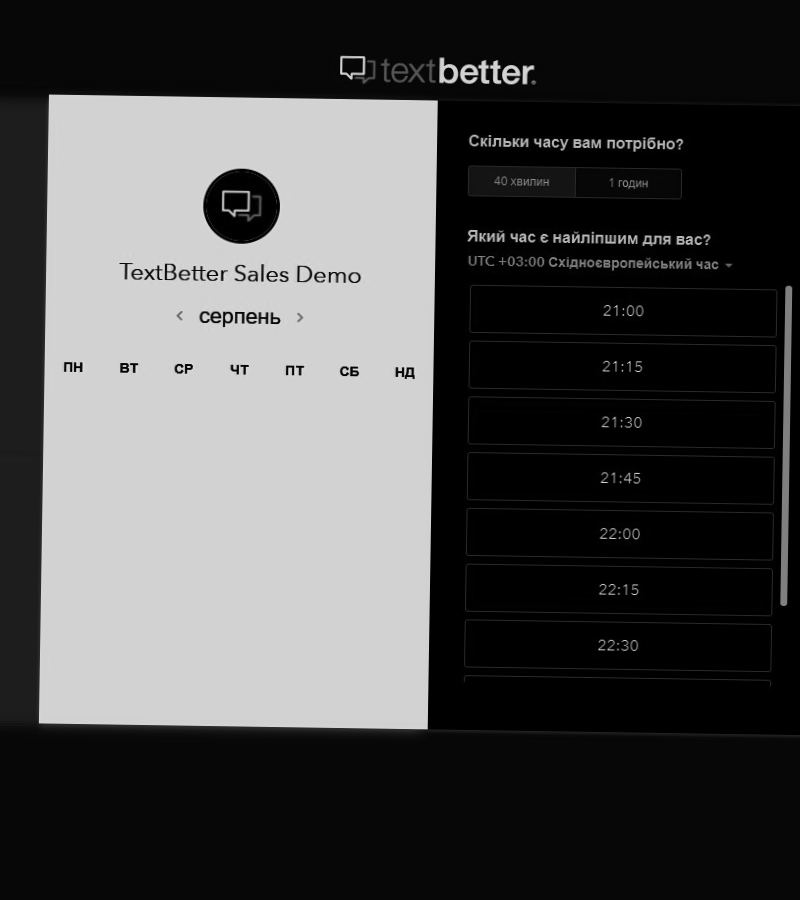 textbetter.
TextBetter Sales Demo
серпень
ПН ВТ СР ЧТ ПТ СБ НД
Скільки часу вам потрібно?
40 хвилин 1 годин
Який час є найліпшим для вас?
UTC +03:00 Східноєвропейський час
21:00
21:15
21:30
21:45
22:00
22:15
22:30